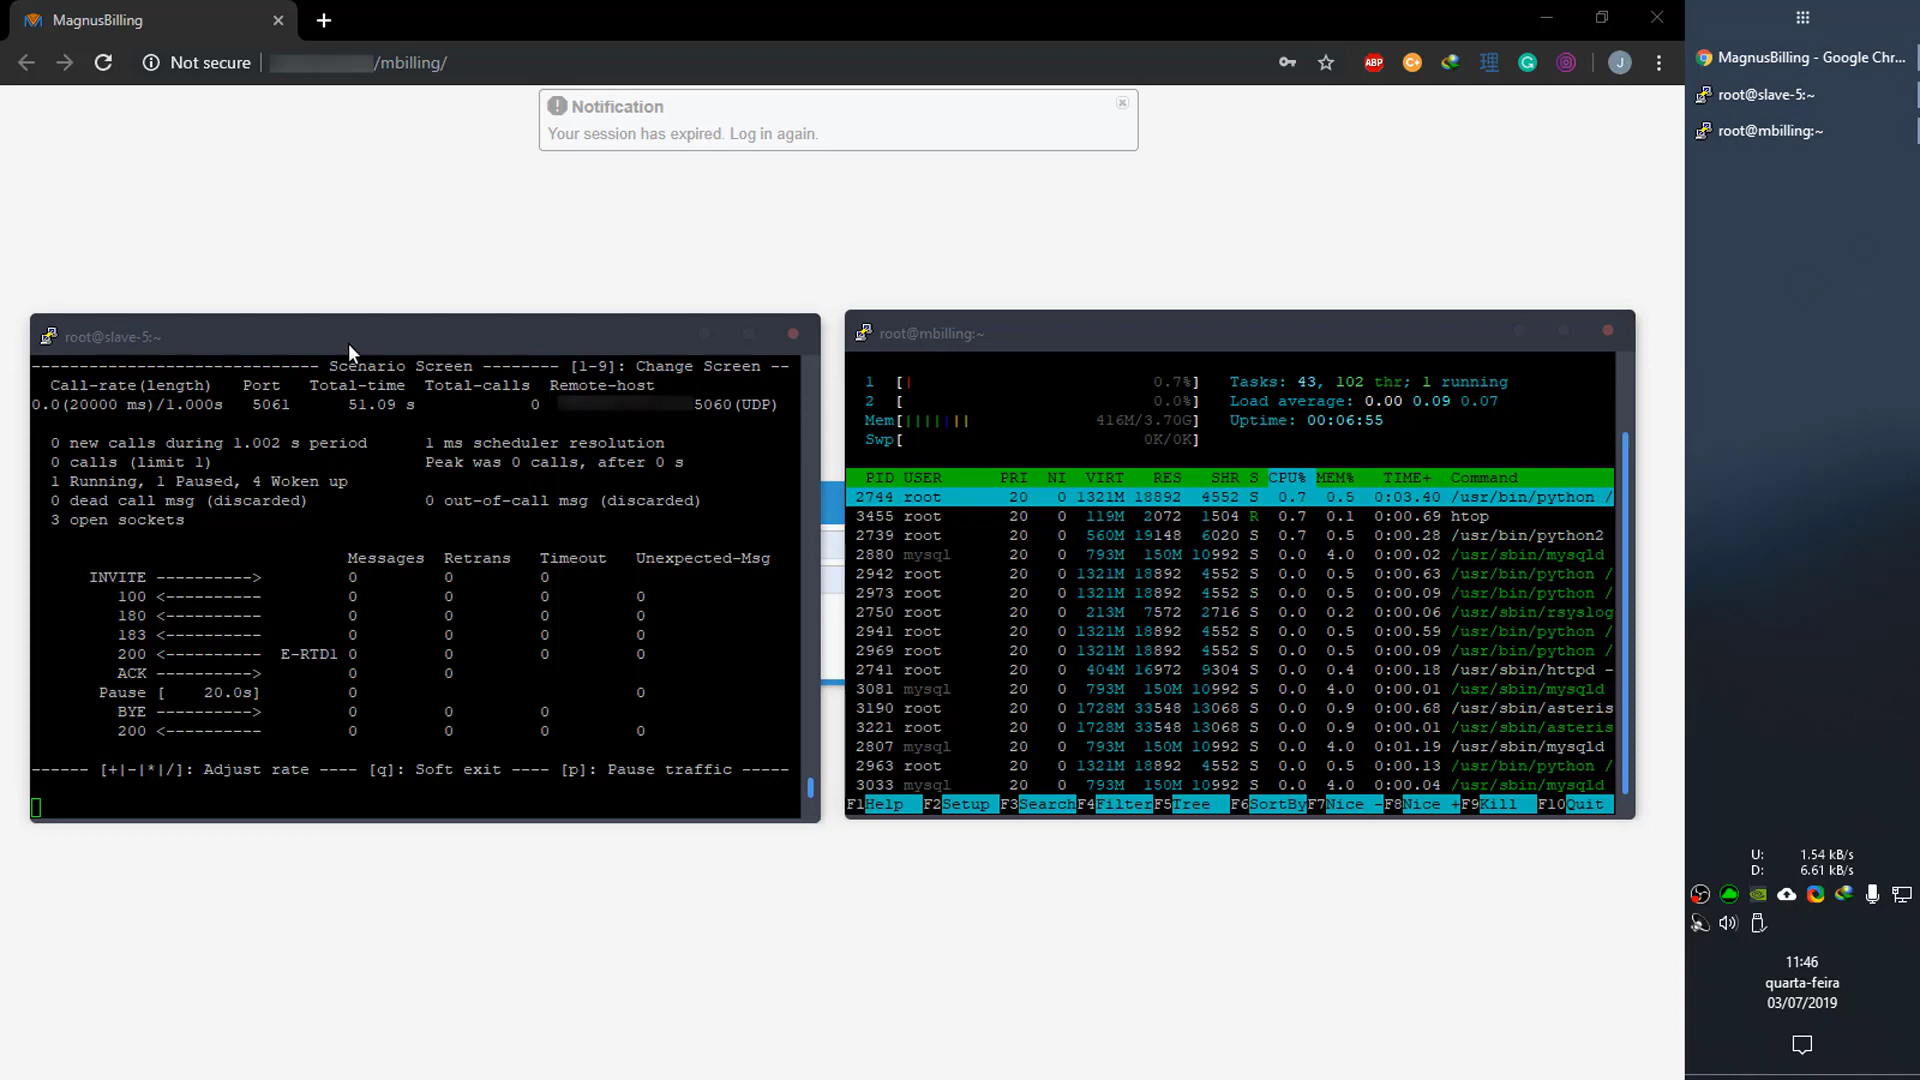 MagnusBilling
Not secure
/mbilling/
ABP
C+
理
G
J
Notification
Your session has expired. Log in again.
MagnusBilling - Google Chr...
root@slave-5:~
root@mbilling:~
root@slave-5:~
------------------------------ Scenario Screen -------- [1-9]: Change Screen --
Call-rate(length) Port Total-time Total-calls Remote-host
0.0(20000 ms)/1.000s 5061 51.09 s 0 5060(UDP)
0 new calls during 1.002 s period 1 ms scheduler resolution
0 calls (limit 1) Peak was 0 calls, after 0 s
1 Running, 1 Paused, 4 Woken up
0 dead call msg (discarded) 0 out-of-call msg (discarded)
3 open sockets
Messages Retrans Timeout Unexpected-Msg
INVITE ----------> 0 0 0
100 <---------- 0 0 0 0
180 <---------- 0 0 0 0
183 <---------- 0 0 0 0
200 <---------- E-RTD1 0 0 0 0
ACK ----------> 0 0
Pause [ 20.0s] 0 0
BYE ----------> 0 0 0
200 <---------- 0 0 0 0
------ [+|-|*|/]: Adjust rate ---- [q]: Soft exit ---- [p]: Pause traffic -----
root@mbilling:~
1 [| 0.7%] Tasks: 43, 102 thr; 1 running
2 [ 0.0%] Load average: 0.00 0.09 0.07
Mem[||||||| 416M/3.70G] Uptime: 00:06:55
Swp[ 0K/0K]
PID USER PRI NI VIRT RES SHR S CPU% MEM% TIME+ Command
2744 root 20 0 1321M 18892 4552 S 0.7 0.5 0:03.40 /usr/bin/python /
3455 root 20 0 119M 2072 1504 R 0.7 0.1 0:00.69 htop
2739 root 20 0 560M 19148 6020 S 0.7 0.5 0:00.28 /usr/bin/python2
2880 mysql 20 0 793M 150M 10992 S 0.0 4.0 0:00.02 /usr/sbin/mysqld
2942 root 20 0 1321M 18892 4552 S 0.0 0.5 0:00.63 /usr/bin/python /
2973 root 20 0 1321M 18892 4552 S 0.0 0.5 0:00.09 /usr/bin/python /
2750 root 20 0 213M 7572 2716 S 0.0 0.2 0:00.06 /usr/sbin/rsyslog
2941 root 20 0 1321M 18892 4552 S 0.0 0.5 0:00.59 /usr/bin/python /
2969 root 20 0 1321M 18892 4552 S 0.0 0.5 0:00.09 /usr/bin/python /
2741 root 20 0 404M 16972 9304 S 0.0 0.4 0:00.18 /usr/sbin/httpd -
3081 mysql 20 0 793M 150M 10992 S 0.0 4.0 0:00.01 /usr/sbin/mysqld
3190 root 20 0 1728M 33548 13068 S 0.0 0.9 0:00.68 /usr/sbin/asteris
3221 root 20 0 1728M 33548 13068 S 0.0 0.9 0:00.01 /usr/sbin/asteris
2807 mysql 20 0 793M 150M 10992 S 0.0 4.0 0:01.19 /usr/sbin/mysqld
2963 root 20 0 1321M 18892 4552 S 0.0 0.5 0:00.13 /usr/bin/python /
3033 mysql 20 0 793M 150M 10992 S 0.0 4.0 0:00.04 /usr/sbin/mysqld
F1Help F2Setup F3SearchF4FilterF5Tree F6SortByF7Nice -F8Nice +F9Kill F10Quit
U: 1.54 kB/s
D: 6.61 kB/s
11:46
quarta-feira
03/07/2019